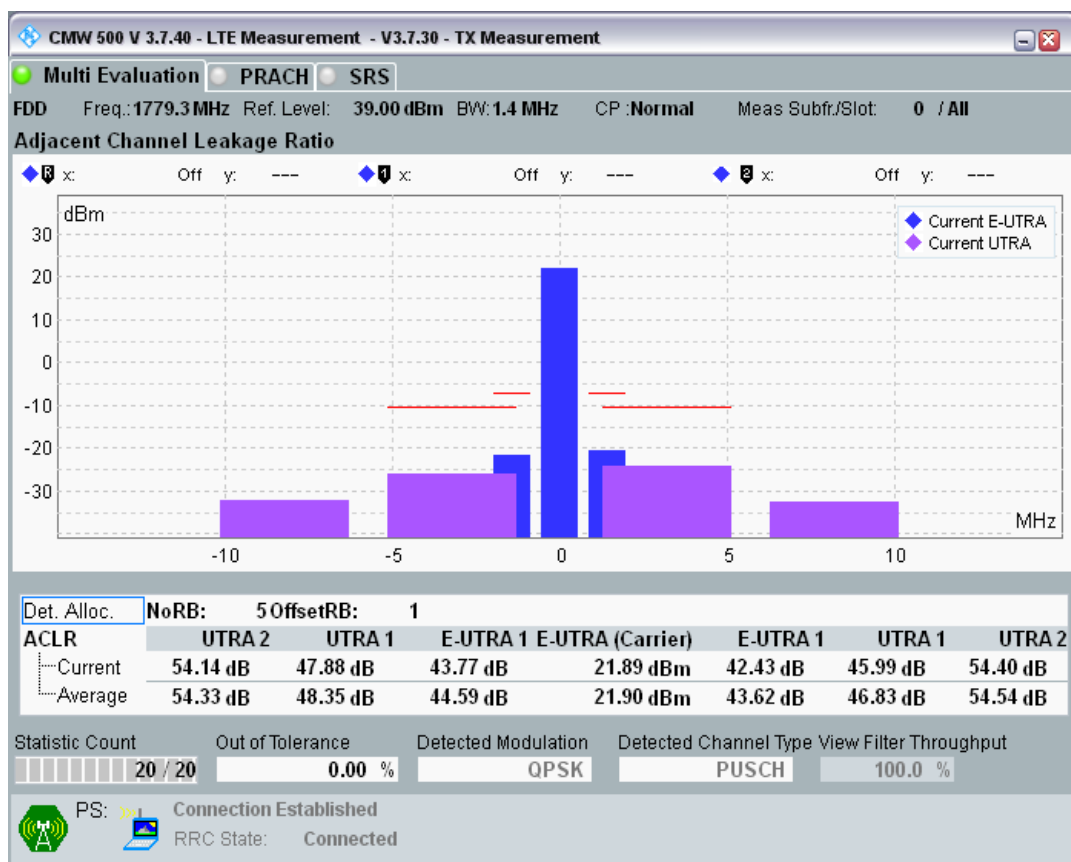 CMW 500 V 3.7.40 - LTE Measurement - V3.7.30 - TX Measurement
Multi Evaluation PRACH SRS
FDD Freq.: 1779.3 MHz Ref. Level: 39.00 dBm BW: 1.4 MHz CP :Normal Meas Subfr./Slot: 0 / All
Adjacent Channel Leakage Ratio
R x: Off y: --- 1 x: Off y: --- 2 x: Off y: ---
dBm
Current E-UTRA
Current UTRA
30
20
10
0
-10
-20
-30
MHz
-10 -5 0 5 10
Det. Alloc. NoRB: 5 OffsetRB: 1
ACLR UTRA 2 UTRA 1 E-UTRA 1 E-UTRA (Carrier) E-UTRA 1 UTRA 1 UTRA 2
Current 54.14 dB 47.88 dB 43.77 dB 21.89 dBm 42.43 dB 45.99 dB 54.40 dB
Average 54.33 dB 48.35 dB 44.59 dB 21.90 dBm 43.62 dB 46.83 dB 54.54 dB
Statistic Count Out of Tolerance Detected Modulation Detected Channel Type View Filter Throughput
20 / 20 0.00 % QPSK PUSCH 100.0 %
PS: Connection Established
RRC State: Connected